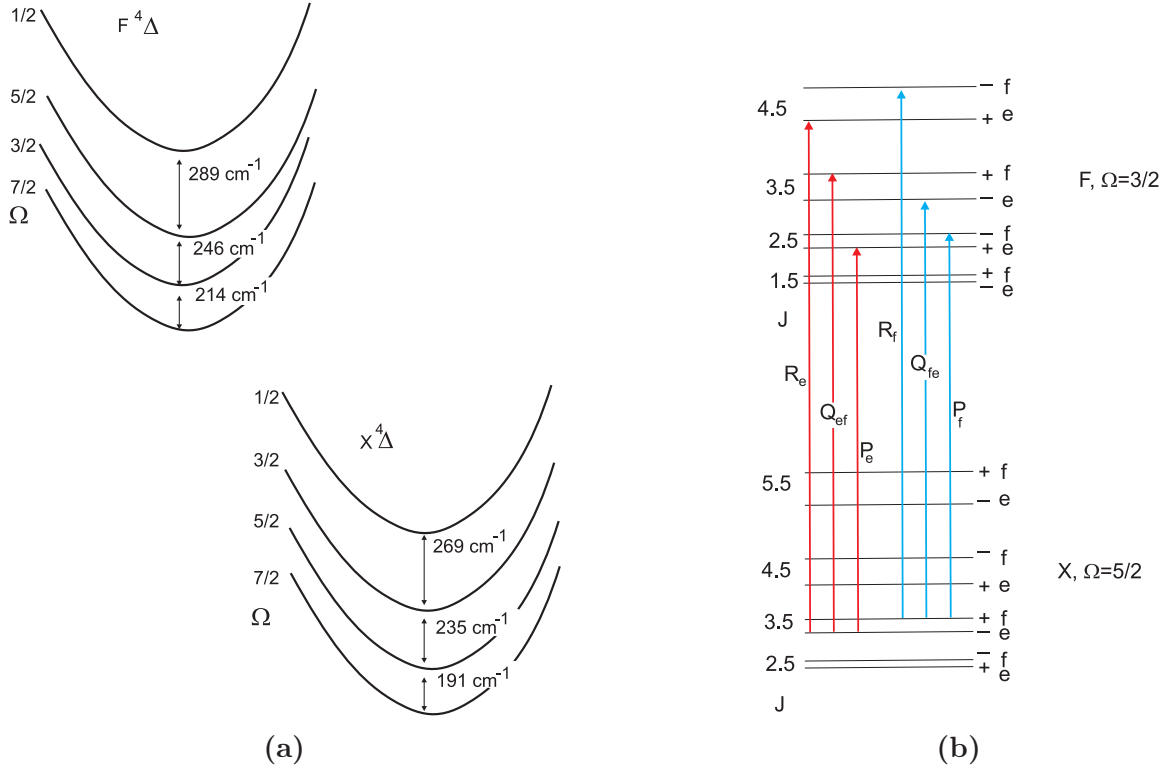 1/2
F ⁴Δ
5/2
289 cm⁻¹
3/2
7/2
246 cm⁻¹
Ω
214 cm⁻¹
1/2
X ⁴Δ
3/2
269 cm⁻¹
5/2
7/2
235 cm⁻¹
Ω
191 cm⁻¹
(a)
− f
4.5
+ e
+ f
3.5
− e
F, Ω=3/2
− f
2.5
+ e
+ f
1.5
− e
J
R_f
R_e
Q_fe
Q_ef
P_f
P_e
+ f
5.5
− e
− f
4.5
+ e
X, Ω=5/2
+ f
3.5
− e
− f
2.5
+ e
J
(b)